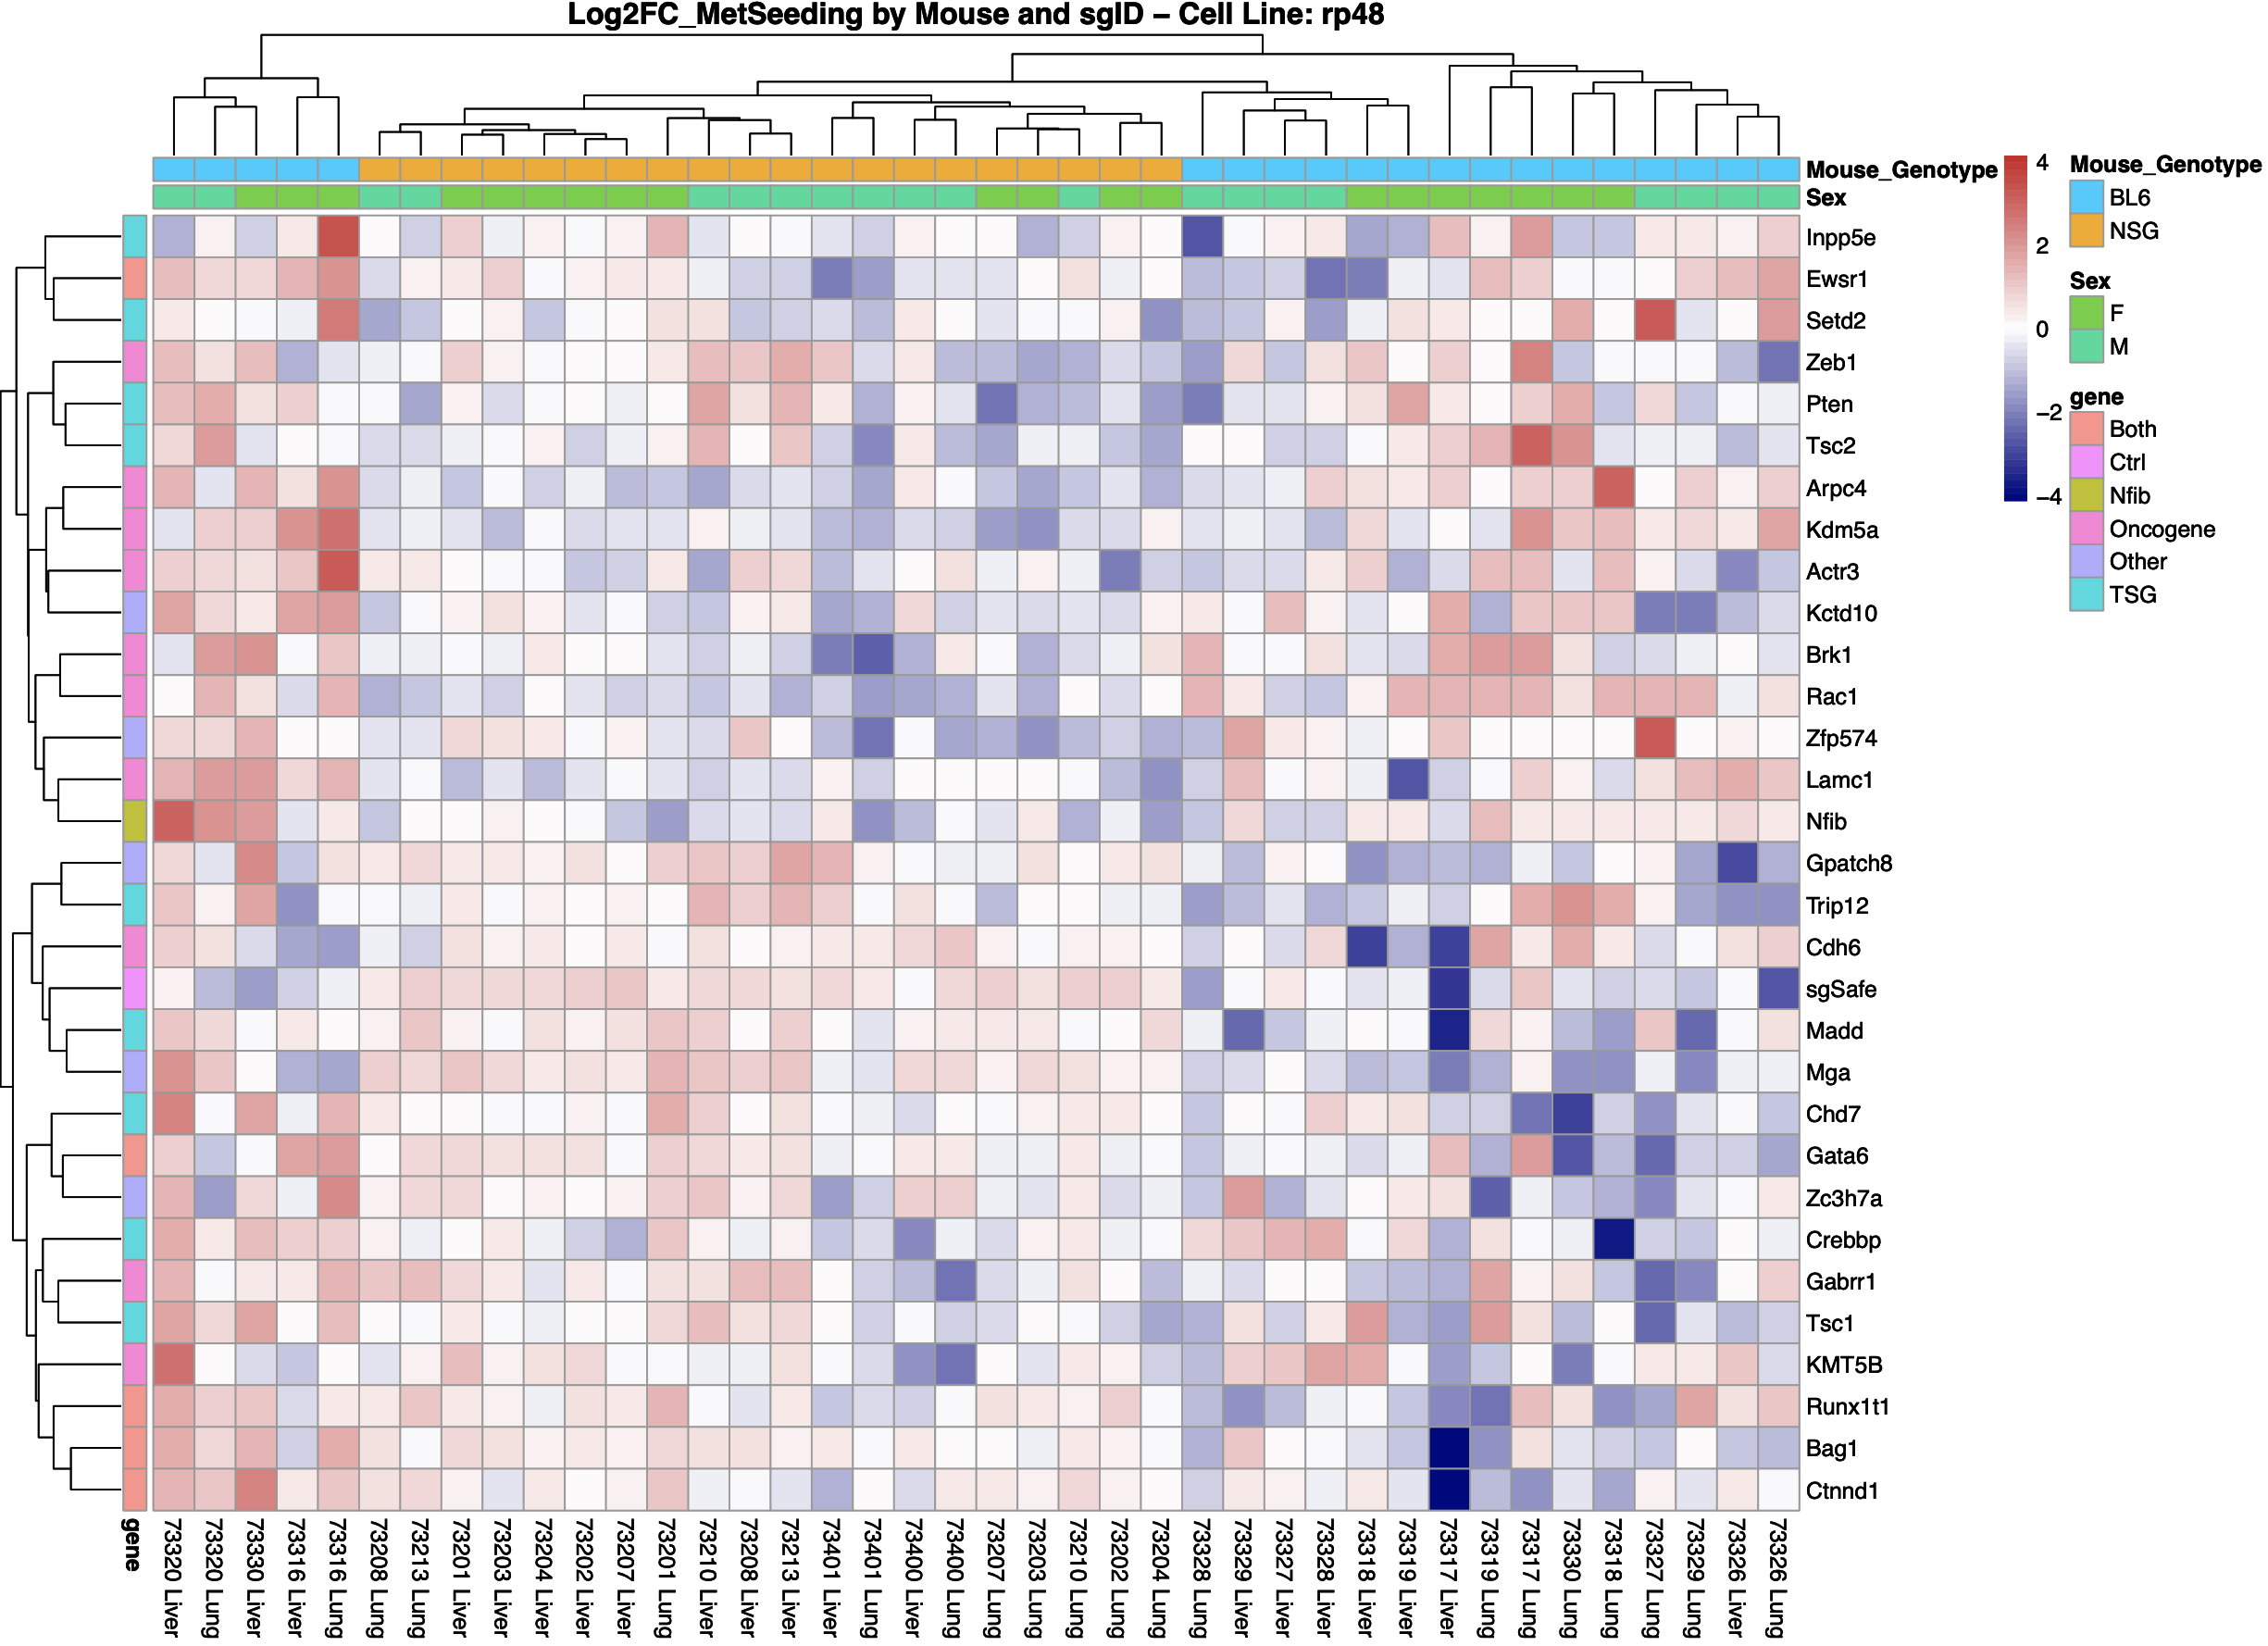 Log2FC_MetSeeding by Mouse and sgID – Cell Line: rp48
Mouse_Genotype
Sex
Inpp5e
Ewsr1
Setd2
Zeb1
Pten
Tsc2
Arpc4
Kdm5a
Actr3
Kctd10
Brk1
Rac1
Zfp574
Lamc1
Nfib
Gpatch8
Trip12
Cdh6
sgSafe
Madd
Mga
Chd7
Gata6
Zc3h7a
Crebbp
Gabrr1
Tsc1
KMT5B
Runx1t1
Bag1
Ctnnd1
gene
73320 Liver
73320 Lung
73330 Liver
73316 Liver
73316 Lung
73208 Lung
73213 Lung
73201 Liver
73203 Liver
73204 Liver
73202 Liver
73207 Liver
73201 Lung
73210 Liver
73208 Liver
73213 Liver
73401 Liver
73401 Lung
73400 Liver
73400 Lung
73207 Lung
73203 Lung
73210 Lung
73202 Lung
73204 Lung
73328 Lung
73329 Liver
73327 Liver
73328 Liver
73318 Liver
73319 Liver
73317 Liver
73319 Lung
73317 Lung
73330 Lung
73318 Lung
73327 Lung
73329 Lung
73326 Liver
73326 Lung
4
2
0
−2
−4
Mouse_Genotype
BL6
NSG
Sex
F
M
gene
Both
Ctrl
Nfib
Oncogene
Other
TSG